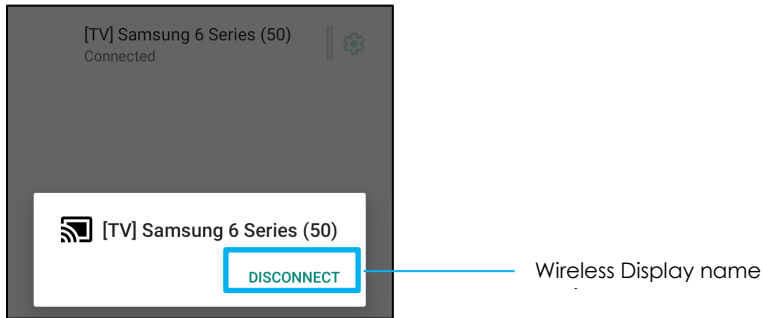 [TV] Samsung 6 Series (50)
Connected
[TV] Samsung 6 Series (50)
DISCONNECT
Wireless Display name